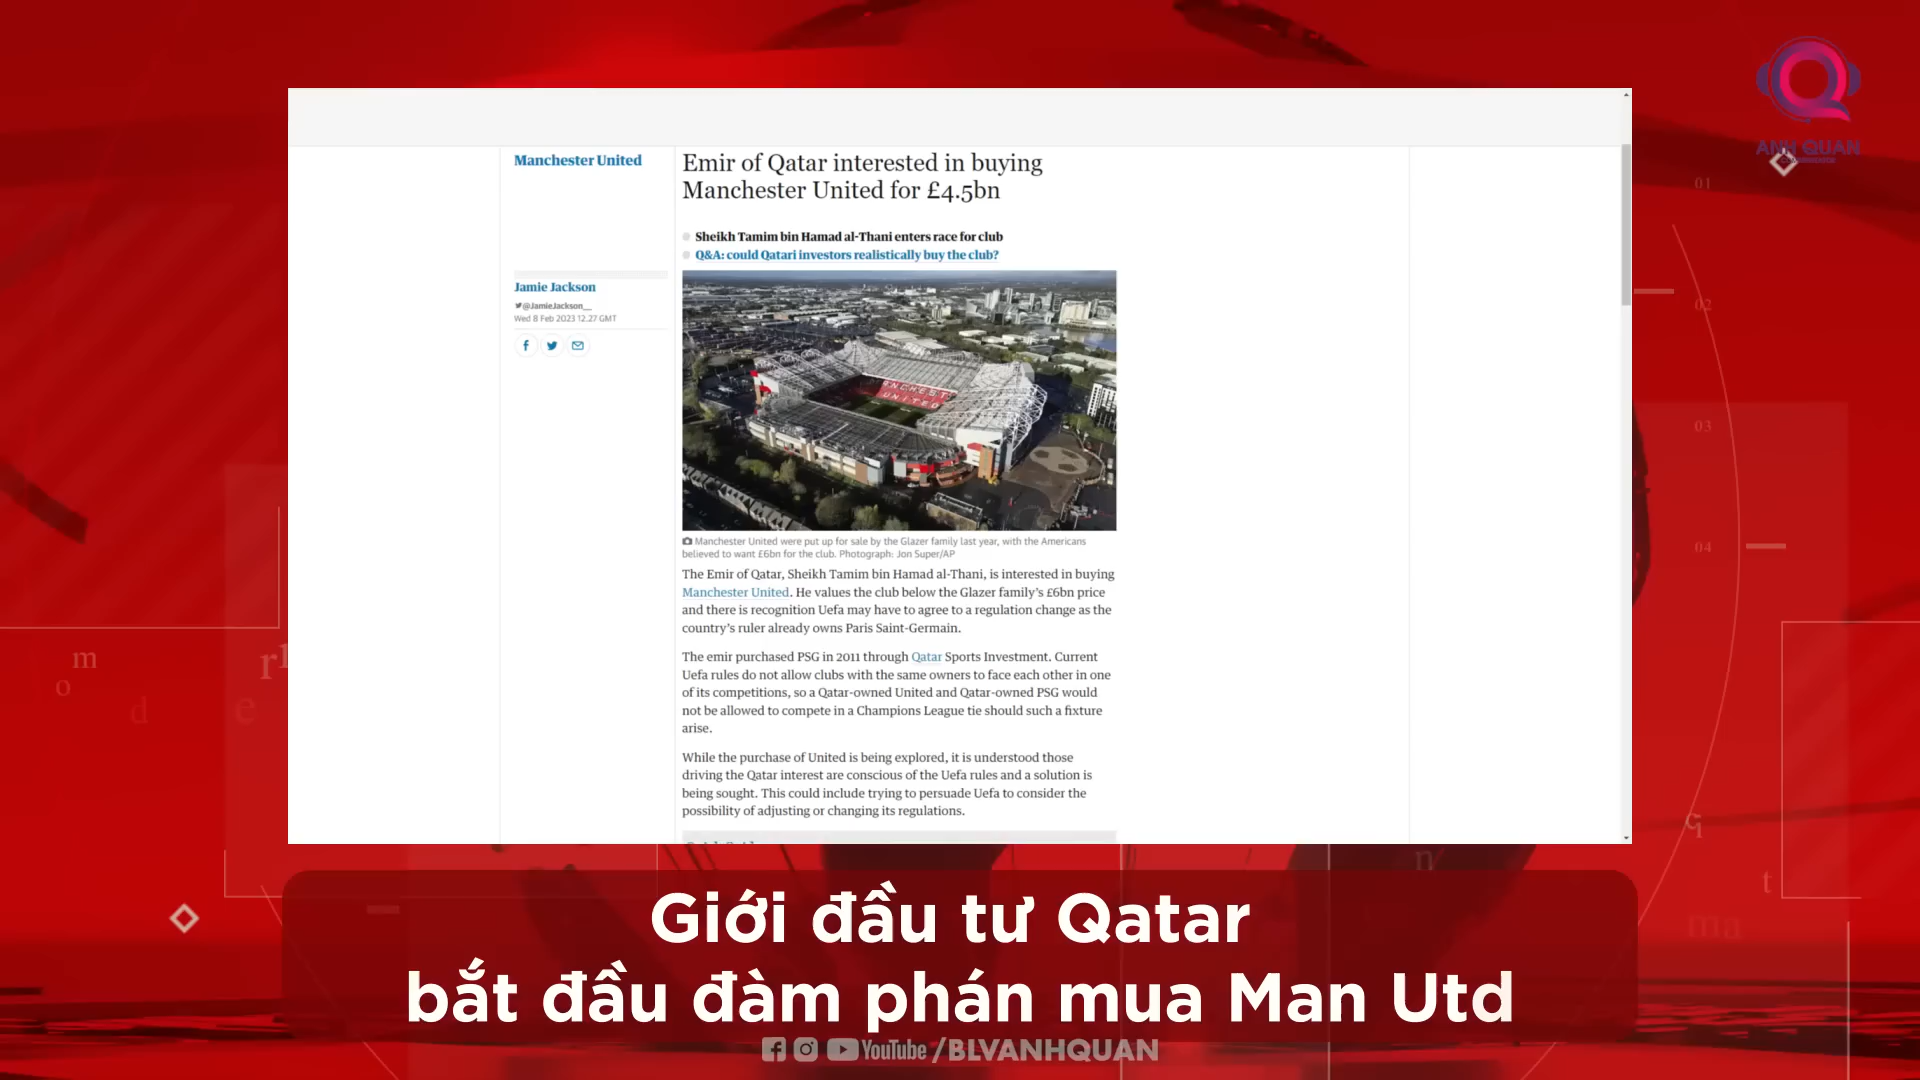 ANH QUAN
Manchester United
Emir of Qatar interested in buying
Manchester United for £4.5bn
Sheikh Tamim bin Hamad al-Thani enters race for club
Q&A: could Qatari investors realistically buy the club?
Jamie Jackson
@JamieJackson__
Wed 8 Feb 2023 12.27 GMT
MANCHESTER
UNITED
Manchester United were put up for sale by the Glazer family last year, with the Americans
believed to want £6bn for the club. Photograph: Jon Super/AP
The Emir of Qatar, Sheikh Tamim bin Hamad al-Thani, is interested in buying
Manchester United. He values the club below the Glazer family's £6bn price
and there is recognition Uefa may have to agree to a regulation change as the
country's ruler already owns Paris Saint-Germain.
The emir purchased PSG in 2011 through Qatar Sports Investment. Current
Uefa rules do not allow clubs with the same owners to face each other in one
of its competitions, so a Qatar-owned United and Qatar-owned PSG would
not be allowed to compete in a Champions League tie should such a fixture
arise.
While the purchase of United is being explored, it is understood those
driving the Qatar interest are conscious of the Uefa rules and a solution is
being sought. This could include trying to persuade Uefa to consider the
possibility of adjusting or changing its regulations.
01
02
03
04
m
o
d
e
n
t
ma
Giới đầu tư Qatar
bắt đầu đàm phán mua Man Utd
YouTube /BLVANHQUAN